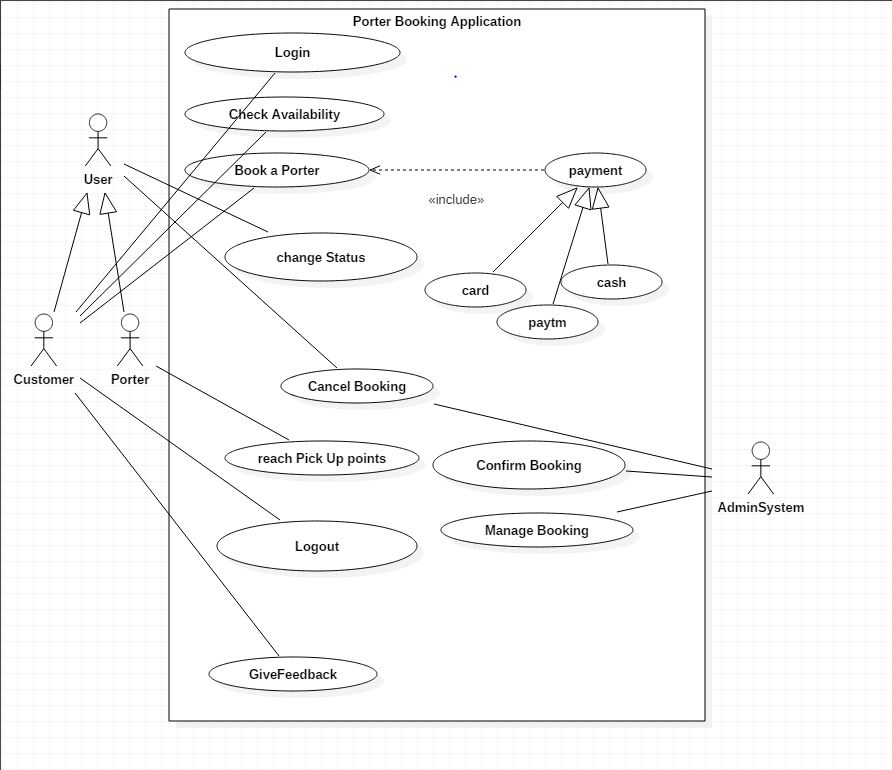 Porter Booking Application
Login
Check Availability
User
Book a Porter
payment
«include»
change Status
card
cash
paytm
Customer
Porter
Cancel Booking
reach Pick Up points
Confirm Booking
AdminSystem
Manage Booking
Logout
GiveFeedback